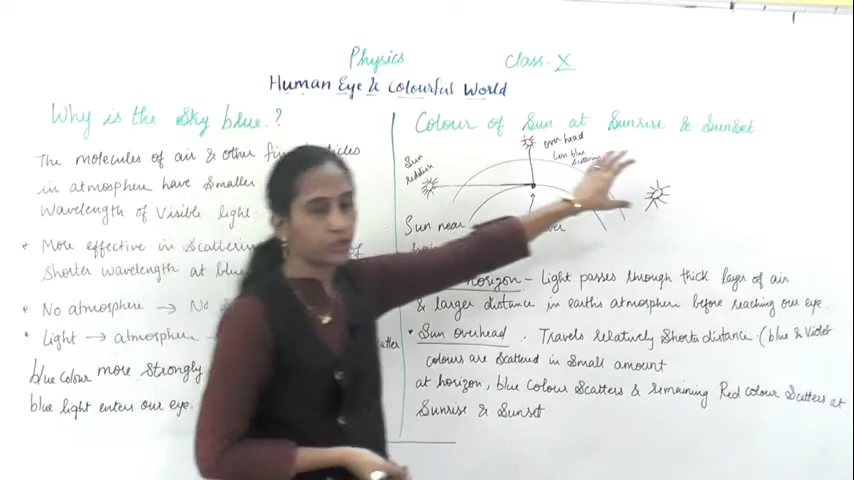 Physics Class-X
Human Eye & Colourful World
Why is the Sky blue.?
The molecules of air & other
in atmosphere have Smaller
Wavelength of Visible light.
* More effective in
Shorter wavelength at blue
* No atmosphere → No
* Light → atmosphere →
blue colour more Strongly
blue light enters our eye.
Colour of Sun at Sunrise & SunSet
over head
Less blue
Sun
reddish
Sun near
horizon - Light passes through thick layer of air
& larger distance in earth's atmosphere before reaching our eye.
* Sun overhead - Travels relatively Shorter distance (blue & Violet
colours are Scattered in Small amount
at horizon, blue Colour Scatters & remaining Red colour Scatters at
Sunrise & Sunset